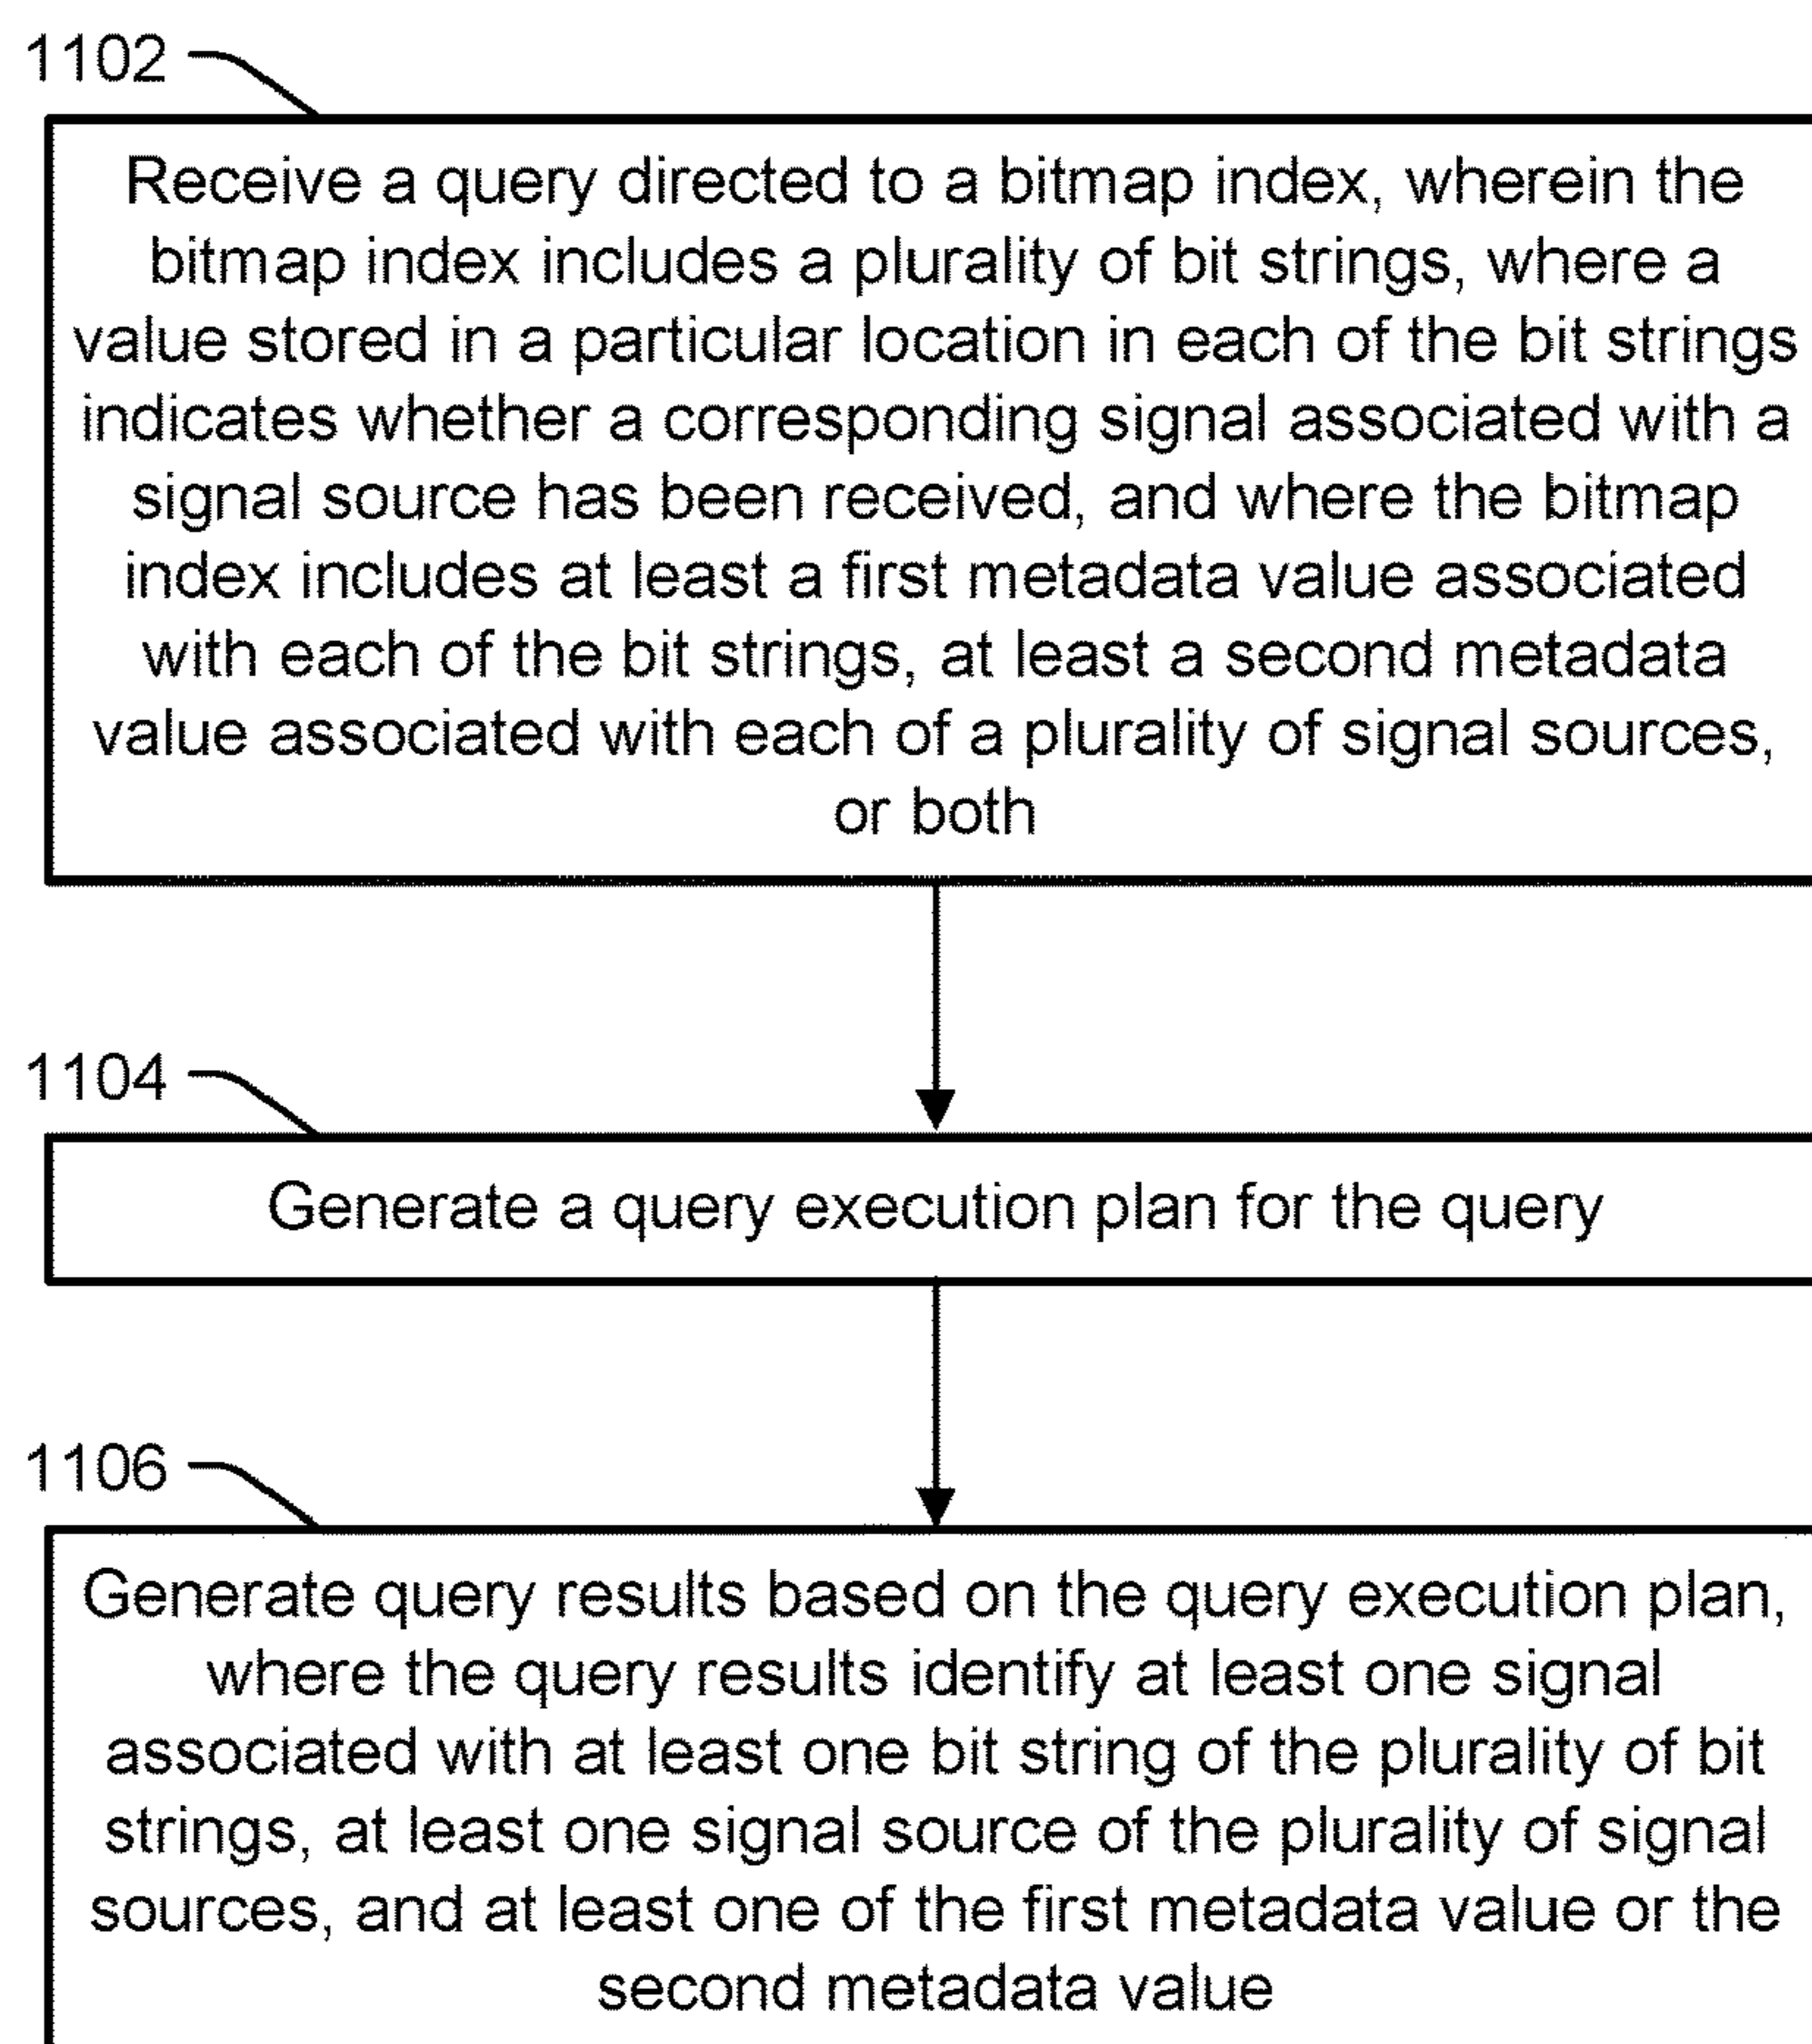 1102
Receive a query directed to a bitmap index, wherein the
bitmap index includes a plurality of bit strings, where a
value stored in a particular location in each of the bit strings
indicates whether a corresponding signal associated with a
signal source has been received, and where the bitmap
index includes at least a first metadata value associated
with each of the bit strings, at least a second metadata
value associated with each of a plurality of signal sources,
or both
1104
Generate a query execution plan for the query
1106
Generate query results based on the query execution plan,
where the query results identify at least one signal
associated with at least one bit string of the plurality of bit
strings, at least one signal source of the plurality of signal
sources, and at least one of the first metadata value or the
second metadata value